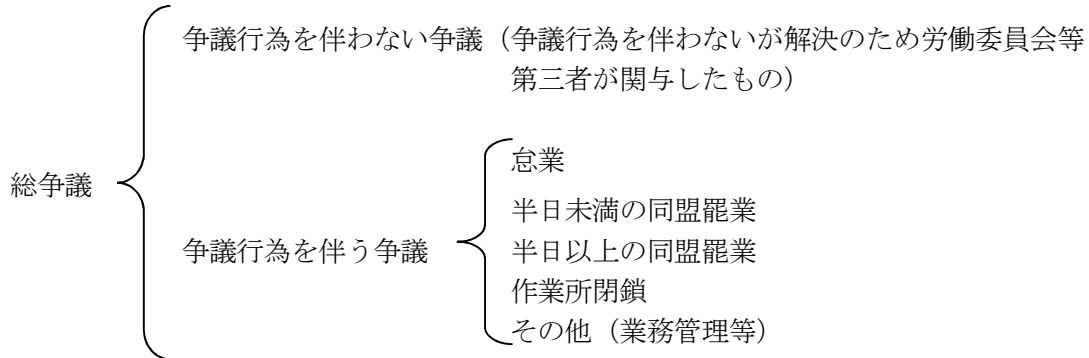 争議行為を伴わない争議（争議行為を伴わないが解決のため労働委員会等
第三者が関与したもの）
総争議
争議行為を伴う争議
怠業
半日未満の同盟罷業
半日以上の同盟罷業
作業所閉鎖
その他（業務管理等）